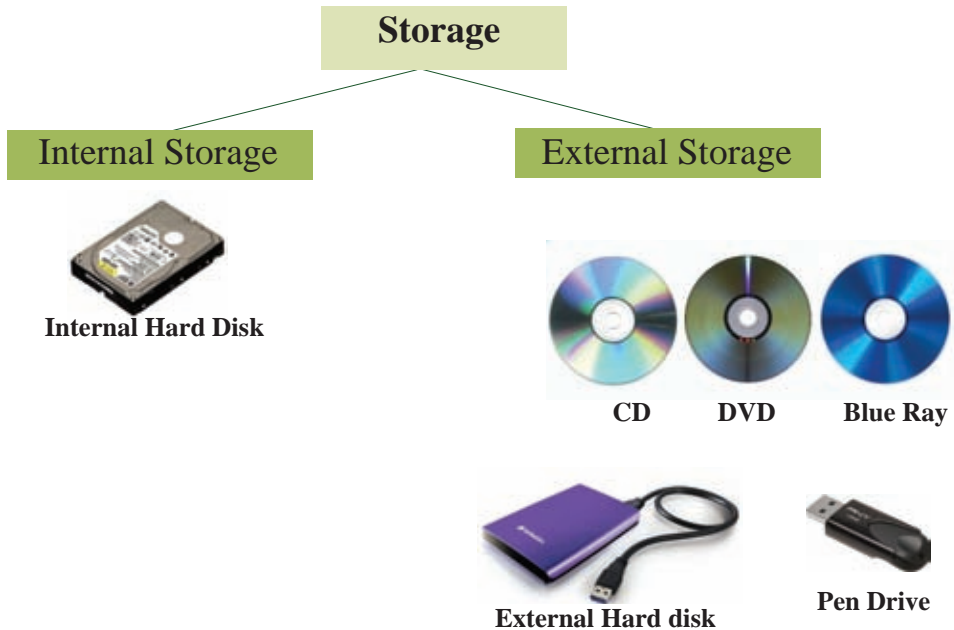 Storage
Internal Storage
External Storage
Internal Hard Disk
CD
DVD
Blue Ray
External Hard disk
Pen Drive